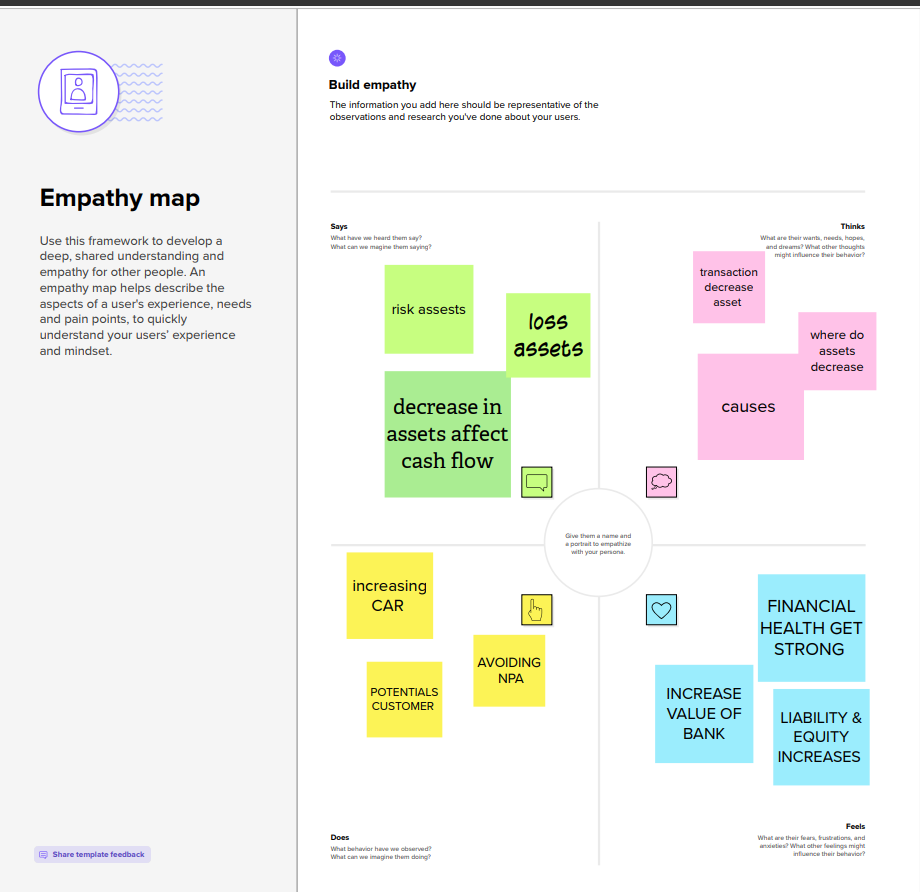 Empathy map
Use this framework to develop a
deep, shared understanding and
empathy for other people. An
empathy map helps describe the
aspects of a user's experience, needs
and pain points, to quickly
understand your users' experience
and mindset.
Share template feedback
Build empathy
The information you add here should be representative of the
observations and research you've done about your users.
Says
What have we heard them say?
What can we magine them saying?
risk assests
loss
assets
decrease in
assets affect
cash flow
Thinks
What are their wants, needs, hopes,
and dreams? What other thoughts
might influence their behavior?
transaction
decrease
asset
where do
assets
decrease
causes
Give them a name and
a portrait to empathize
with your persona.
increasing
CAR
POTENTIALS
CUSTOMER
AVOIDING
NPA
Does
What behavior have we observed?
What can we imagine them doing?
FINANCIAL
HEALTH GET
STRONG
INCREASE
VALUE OF
BANK
LIABILITY &
EQUITY
INCREASES
Feels
What are their fears, frustrations, and
anxieties? What other feelings might
influence their behavior?